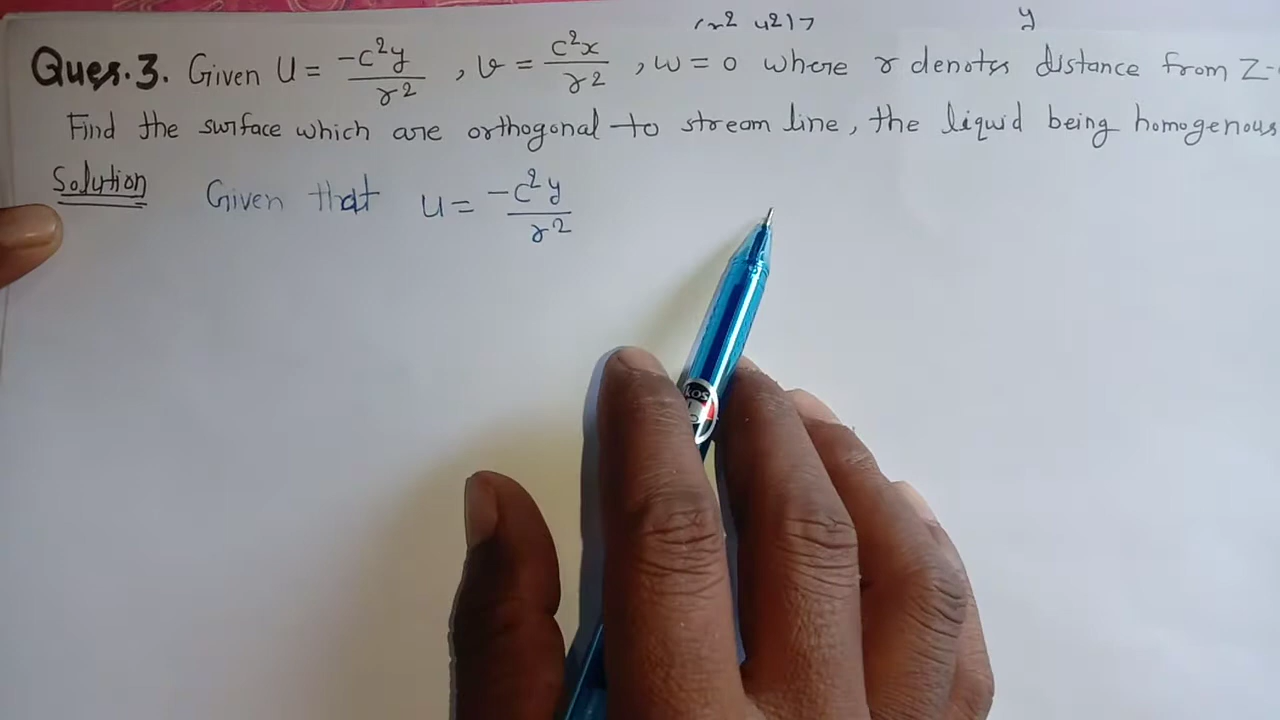 y
Ques.3. Given U = -c²y/r² , v = c²x/r² , w = 0 where r denotes distance from Z-
Find the surface which are orthogonal to stream line, the liquid being homogenous
Solution Given that u = -c²y/r²